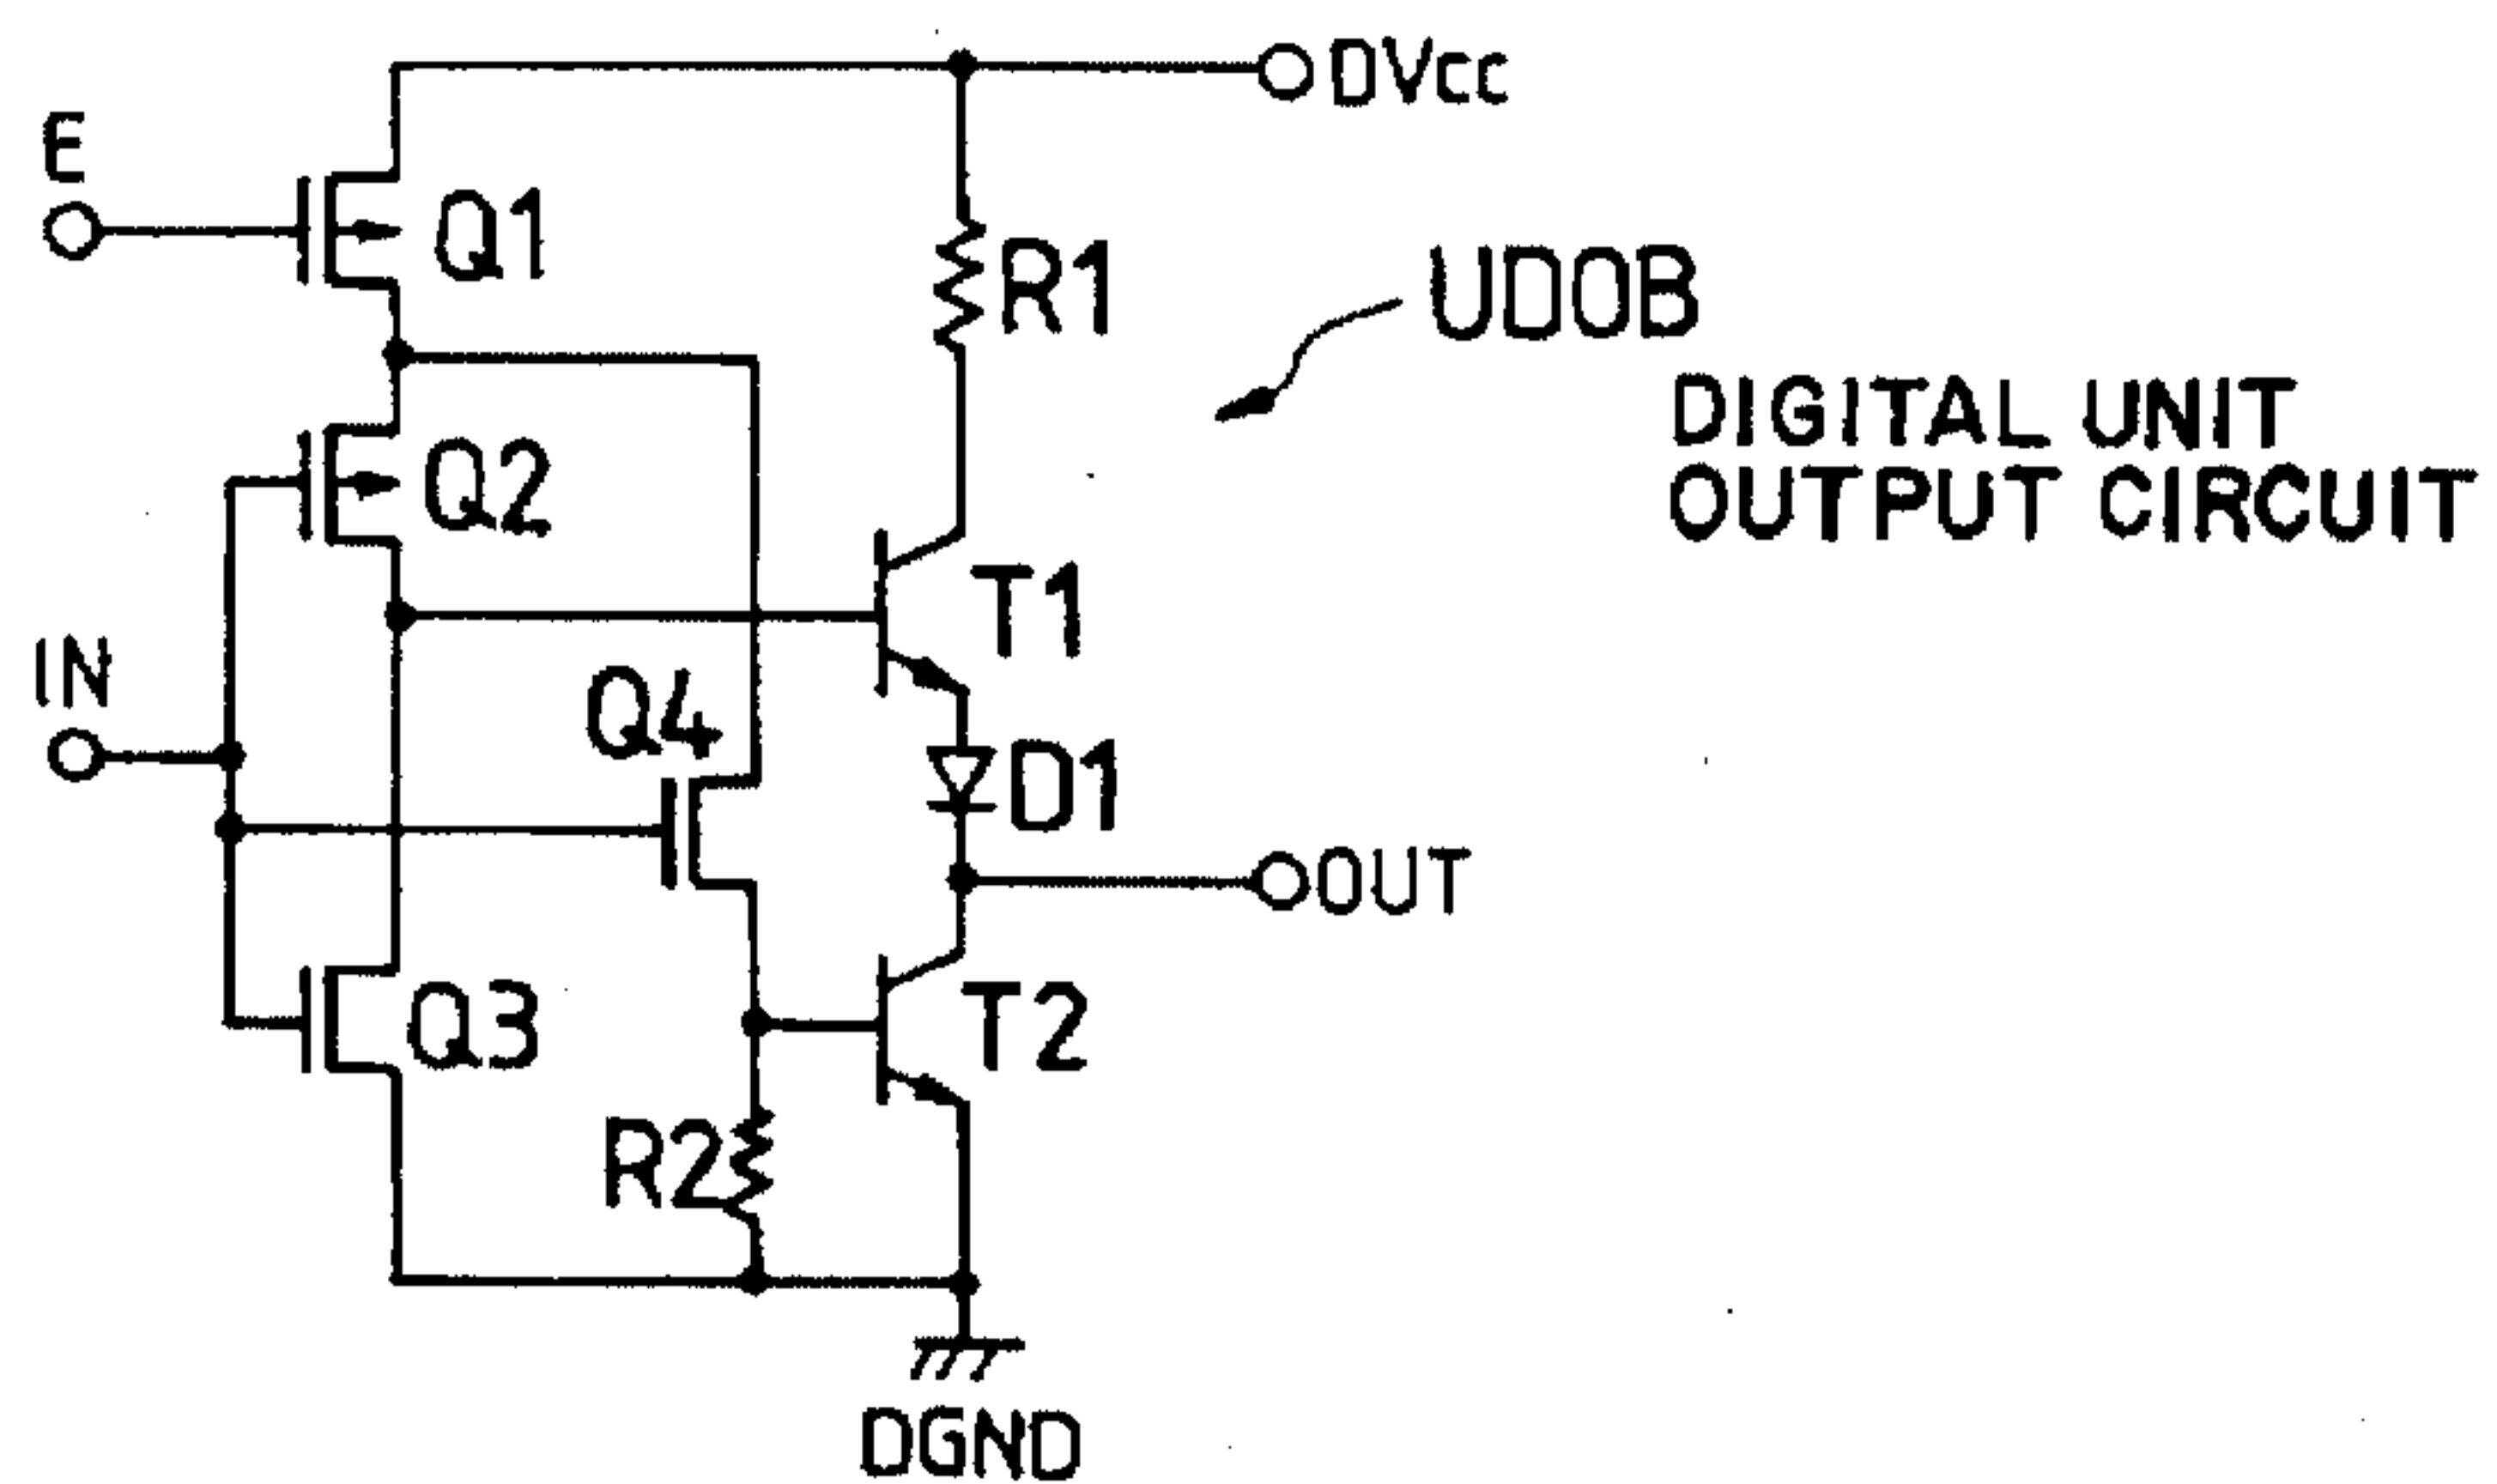 DVcc
E
Q1
R1
UDOB
DIGITAL UNIT
OUTPUT CIRCUIT
Q2
T1
IN
Q4
D1
OUT
Q3
T2
R2
DGND